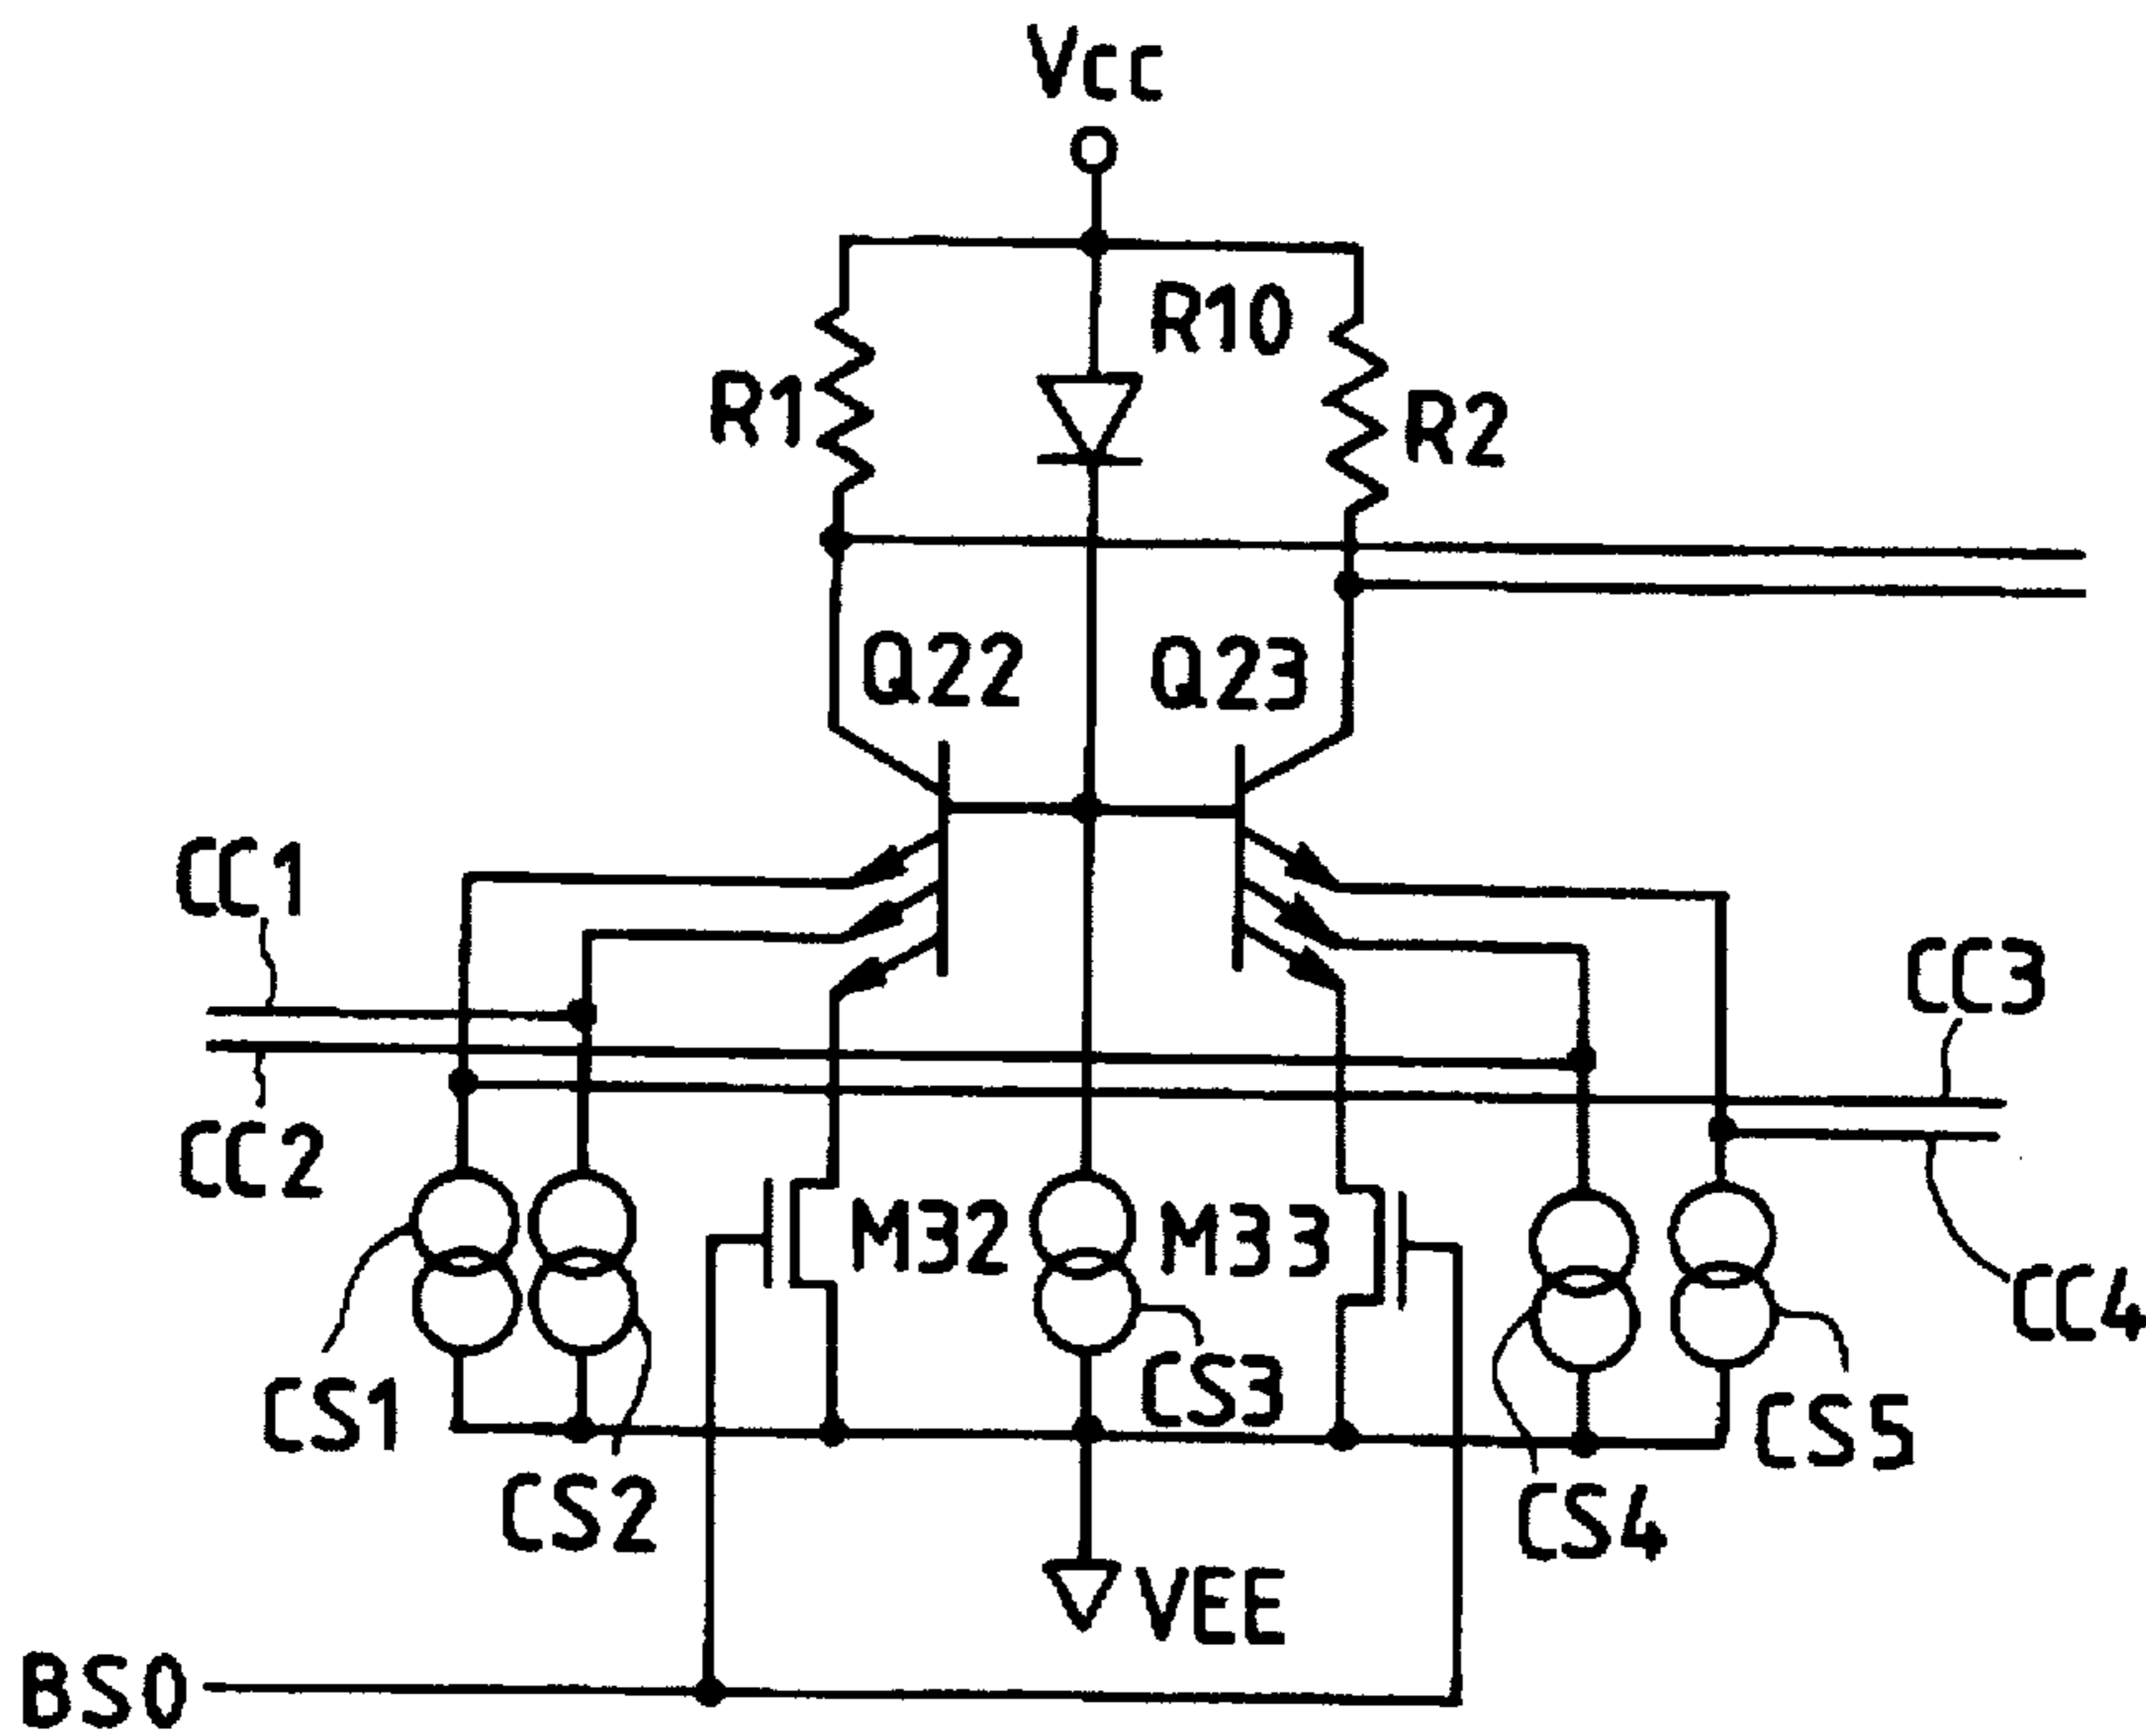 Vcc
R10
R1
R2
Q22
Q23
CC1
CC3
CC2
M32
M33
CC4
CS1
CS3
CS5
CS2
CS4
VEE
BS0